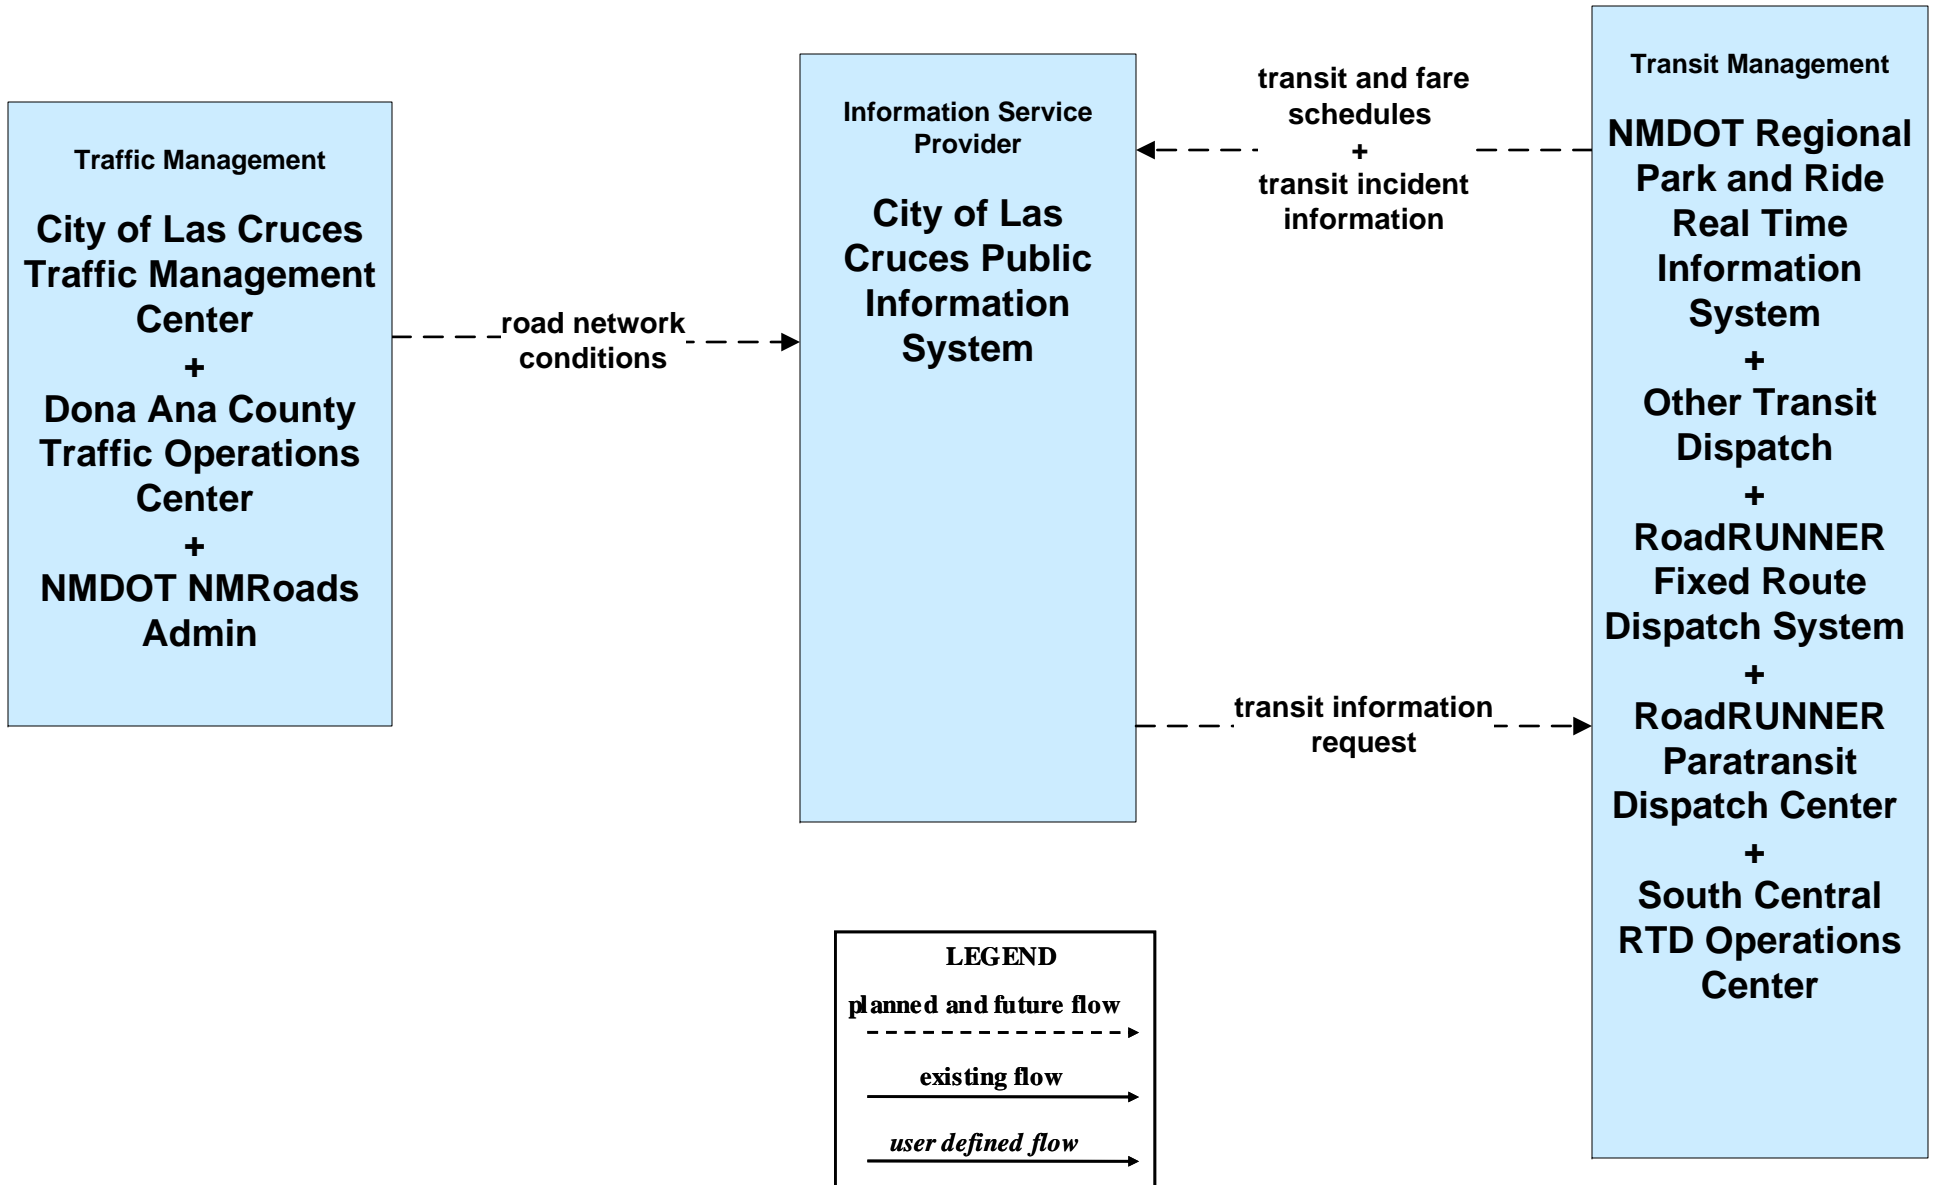 Traffic Management
City of Las Cruces
Traffic Management
Center
+
Dona Ana County
Traffic Operations
Center
+
NMDOT NMRoads
Admin
road network
conditions
Information Service
Provider
City of Las
Cruces Public
Information
System
transit and fare
schedules
+
transit incident
information
transit information
request
Transit Management
NMDOT Regional
Park and Ride
Real Time
Information
System
+
Other Transit
Dispatch
+
RoadRUNNER
Fixed Route
Dispatch System
+
RoadRUNNER
Paratransit
Dispatch Center
+
South Central
RTD Operations
Center
LEGEND
planned and future flow
existing flow
user defined flow